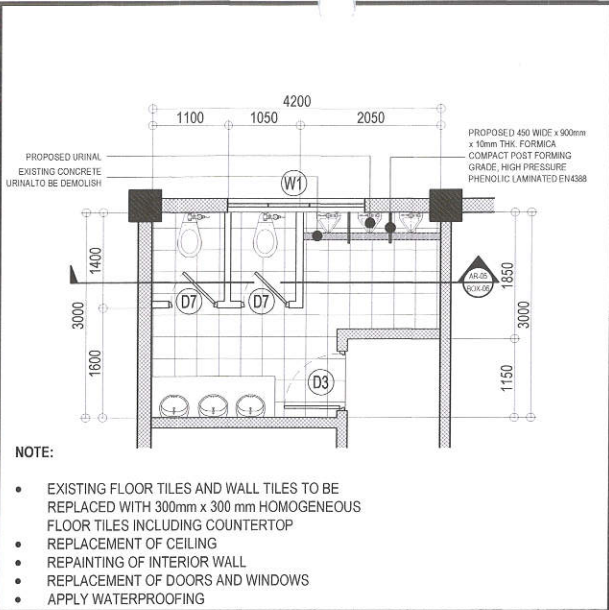 4200
1100 1050 2050
PROPOSED URINAL
EXISTING CONCRETE
URINALTO BE DEMOLISH
PROPOSED 450 WIDE x 900mm
x 10mm THK. FORMICA
COMPACT POST FORMING
GRADE, HIGH PRESSURE
PHENOLIC LAMINATED EN4388
W1
1400
3000
1600
D7
D7
AR-05
BOX-06
1850
3000
1150
D3
NOTE:
• EXISTING FLOOR TILES AND WALL TILES TO BE
REPLACED WITH 300mm x 300 mm HOMOGENEOUS
FLOOR TILES INCLUDING COUNTERTOP
• REPLACEMENT OF CEILING
• REPAINTING OF INTERIOR WALL
• REPLACEMENT OF DOORS AND WINDOWS
• APPLY WATERPROOFING